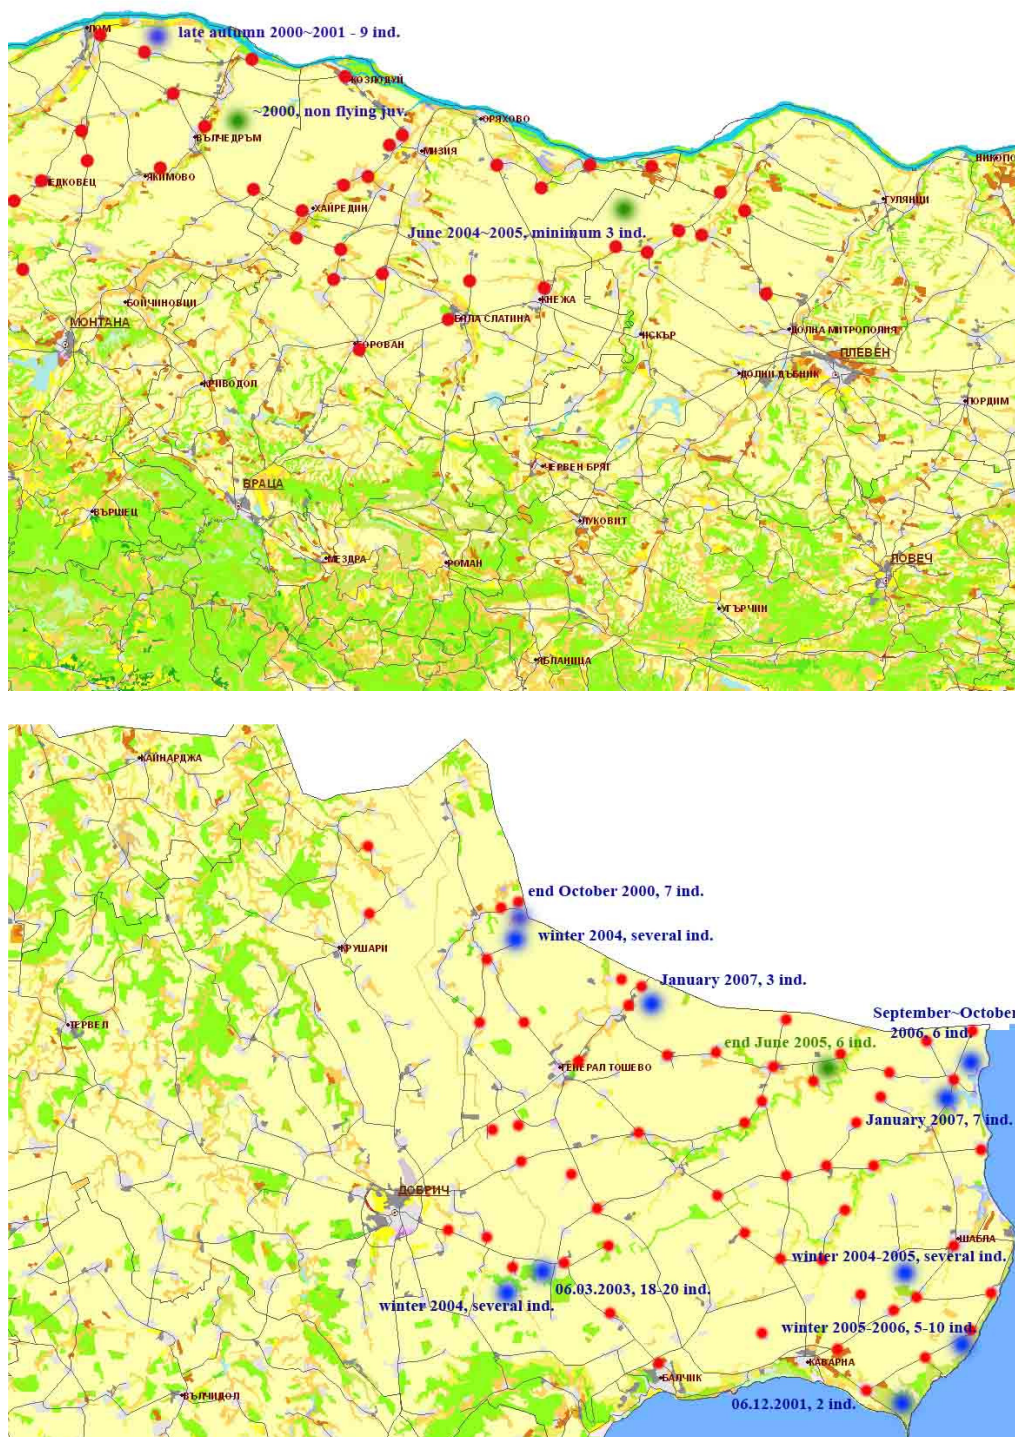 ЛОМ
late autumn 2000~2001 - 9 ind.
КОЗЛОДУЙ
~2000, non flying juv.
ОРЯХОВО
ВЪЛЧЕДРЪМ
МИЗИЯ
НИКОПО
ЯКИМОВО
ХАЙРЕДИН
ГУЛЯНЦИ
June 2004~2005, minimum 3 ind.
БОЙЧИНОВЦИ
КНЕЖА
МОНТАНА
БЯЛА СЛАТИНА
ИСКЪР
ДОЛНА МИТРОПОЛИЯ
БОРОВАН
ПЛЕВЕН
КРИВОДОЛ
ДОЛНИ ДЪБНИК
ПОРДИМ
ЧЕРВЕН БРЯГ
ВРАЦА
ВЪРШЕЦ
ЛУКОВИТ
МЕЗДРА
РОМАН
ЛОВЕЧ
УГЪРЧИН
ЯБЛАНИЦА
КАЙНАРДЖА
end October 2000, 7 ind.
winter 2004, several ind.
КРУШАРИ
January 2007, 3 ind.
ТЕРВЕЛ
September~October
2006, 6 ind.
end June 2005, 6 ind.
ГЕНЕРАЛ ТОШЕВО
January 2007, 7 ind.
ДОБРИЧ
ШАБЛА
winter 2004-2005, several ind.
06.03.2003, 18-20 ind.
winter 2004, several ind.
winter 2005-2006, 5-10 ind.
КАВАРНА
БАЛЧИК
ВЪЛЧИДОЛ
06.12.2001, 2 ind.